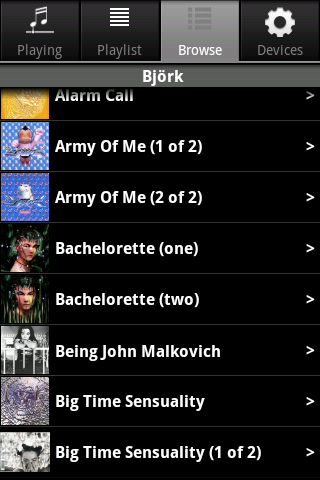 Playing
Playlist
Browse
Devices
Björk
Alarm Call >
Army Of Me (1 of 2) >
Army Of Me (2 of 2) >
Bachelorette (one) >
Bachelorette (two) >
Being John Malkovich >
Big Time Sensuality >
Big Time Sensuality (1 of 2) >